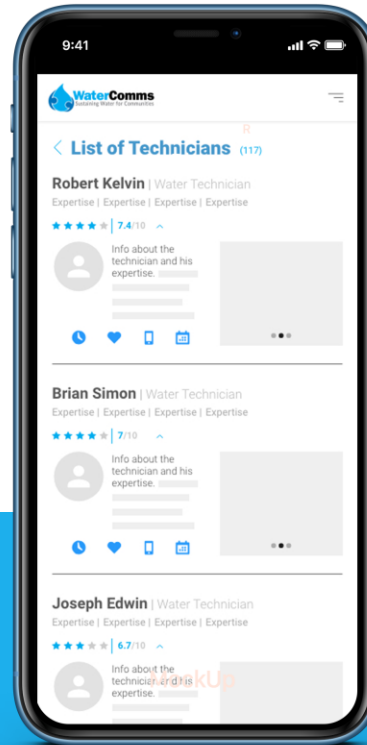 9:41
WaterComms
Sustaining Water for Communities
R
List of Technicians (117)
Robert Kelvin | Water Technician
Expertise | Expertise | Expertise | Expertise
7.4/10
Info about the
technician and his
expertise.
Brian Simon | Water Technician
Expertise | Expertise | Expertise | Expertise
7/10
Info about the
technician and his
expertise.
Joseph Edwin | Water Technician
Expertise | Expertise | Expertise | Expertise
6.7/10
Info about the
technician and his
expertise.
MockUp